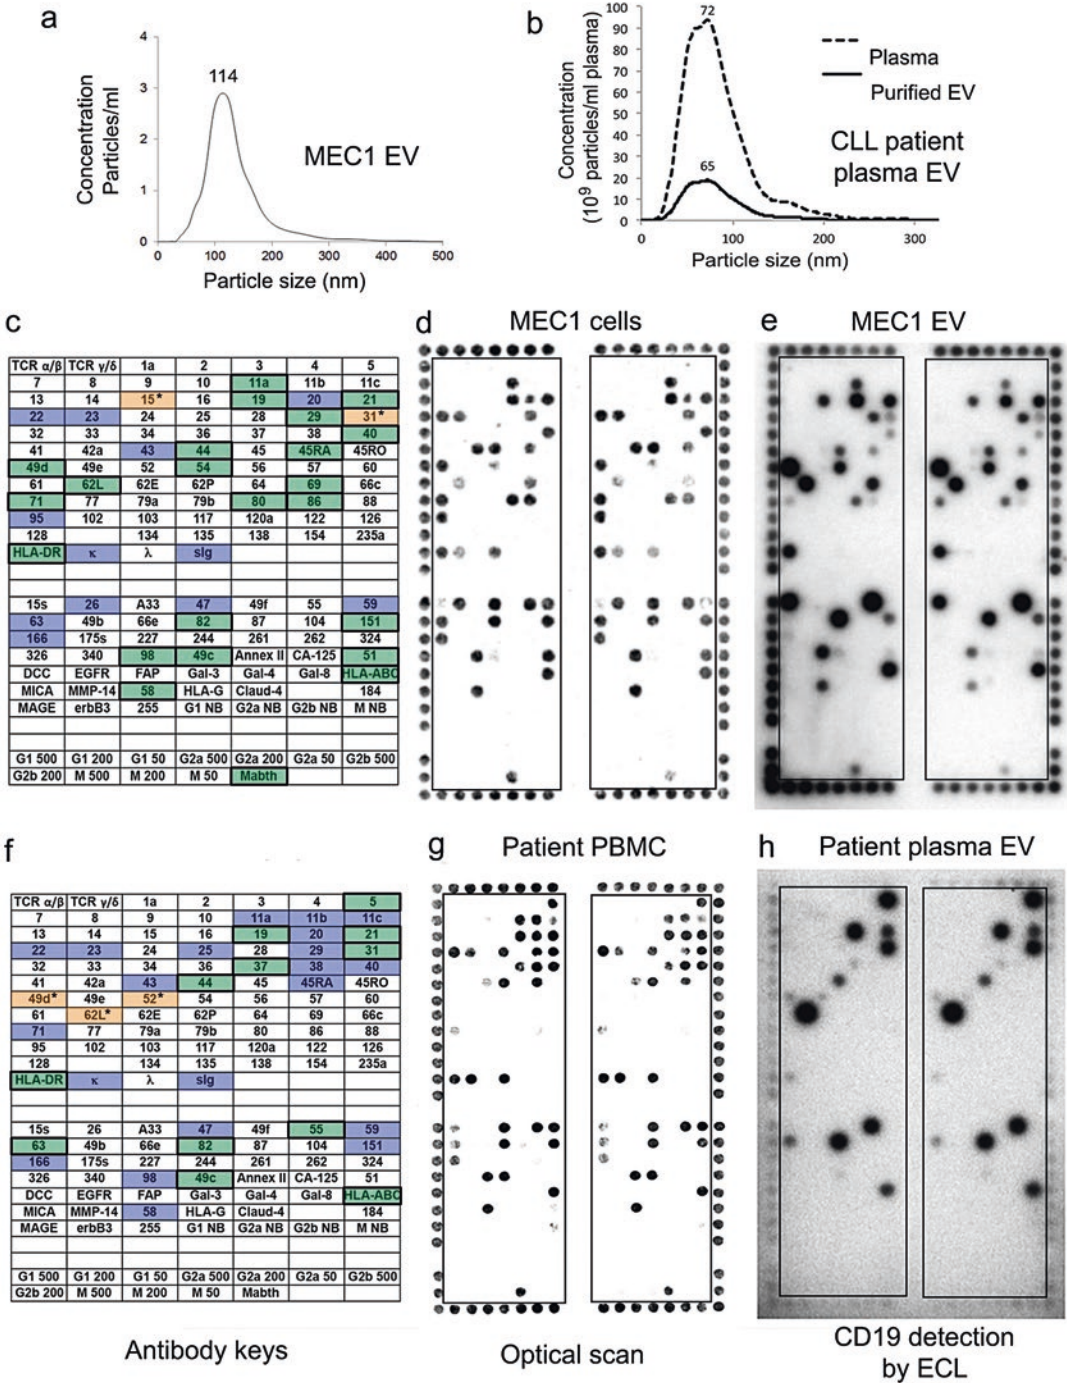 a
114
Concentration
Particles/ml
4
3
2
1
0
MEC1 EV
0 100 200 300 400 500
Particle size (nm)
b
72
65
Concentration
(10⁹ particles/ml plasma)
100
90
80
70
60
50
40
30
20
10
0
Plasma
Purified EV
CLL patient
plasma EV
0 100 200 300
Particle size (nm)
c
TCR α/β TCR γ/δ 1a 2 3 4 5
7 8 9 10 11a 11b 11c
13 14 15* 16 19 20 21
22 23 24 25 28 29 31*
32 33 34 36 37 38 40
41 42a 43 44 45 45RA 45RO
49d 49e 52 54 56 57 60
61 62L 62E 62P 64 69 66c
71 77 79a 79b 80 86 88
95 102 103 117 120a 122 126
128 134 135 138 154 235a
HLA-DR κ λ sIg
15s 26 A33 47 49f 55 59
63 49b 66e 82 87 104 151
166 175s 227 244 261 262 324
326 340 98 49c Annex II CA-125 51
DCC EGFR FAP Gal-3 Gal-4 Gal-8 HLA-ABC
MICA MMP-14 58 HLA-G Claud-4 184
MAGE erbB3 255 G1 NB G2a NB G2b NB M NB
G1 500 G1 200 G1 50 G2a 500 G2a 200 G2a 50 G2b 500
G2b 200 M 500 M 200 M 50 Mabth
d
MEC1 cells
e
MEC1 EV
f
TCR α/β TCR γ/δ 1a 2 3 4 5
7 8 9 10 11a 11b 11c
13 14 15 16 19 20 21
22 23 24 25 28 29 31
32 33 34 36 37 38 40
41 42a 43 44 45 45RA 45RO
49d* 49e 52* 54 56 57 60
61 62L* 62E 62P 64 69 66c
71 77 79a 79b 80 86 88
95 102 103 117 120a 122 126
128 134 135 138 154 235a
HLA-DR κ λ sIg
15s 26 A33 47 49f 55 59
63 49b 66e 82 87 104 151
166 175s 227 244 261 262 324
326 340 98 49c Annex II CA-125 51
DCC EGFR FAP Gal-3 Gal-4 Gal-8 HLA-ABC
MICA MMP-14 58 HLA-G Claud-4 184
MAGE erbB3 255 G1 NB G2a NB G2b NB M NB
G1 500 G1 200 G1 50 G2a 500 G2a 200 G2a 50 G2b 500
G2b 200 M 500 M 200 M 50 Mabth
g
Patient PBMC
h
Patient plasma EV
Antibody keys
Optical scan
CD19 detection
by ECL